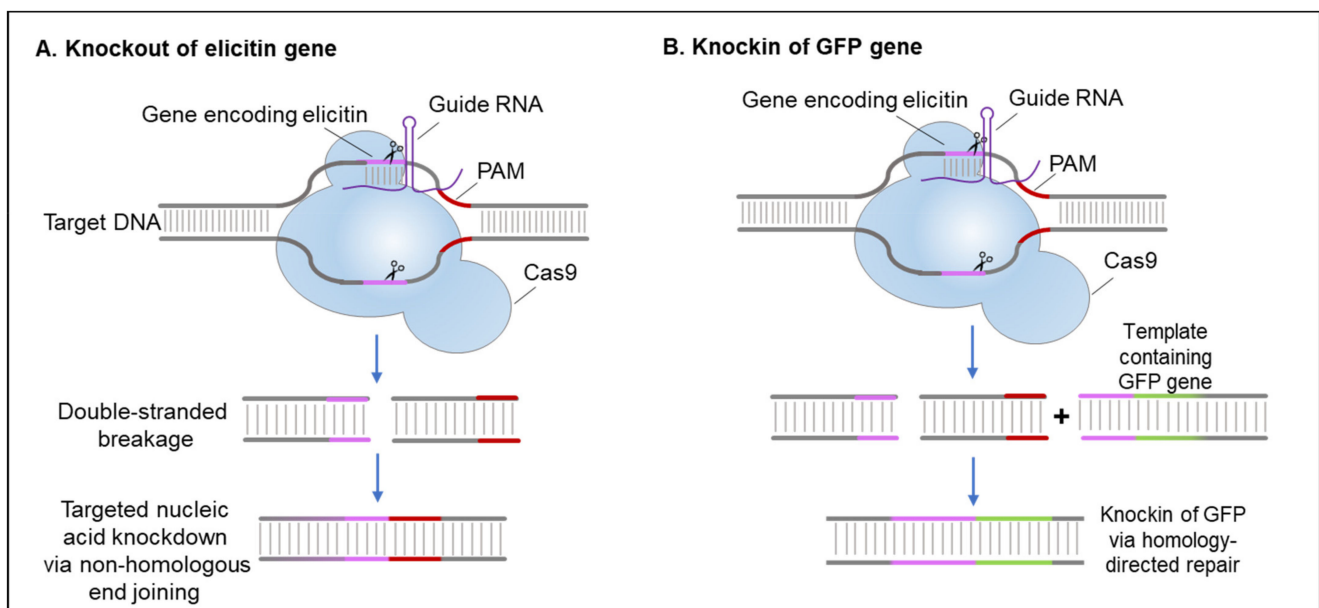 A. Knockout of elicitin gene
Gene encoding elicitin
Guide RNA
PAM
Target DNA
Cas9
Double-stranded
breakage
Targeted nucleic
acid knockdown
via non-homologous
end joining
B. Knockin of GFP gene
Gene encoding elicitin
Guide RNA
PAM
Cas9
Template
containing
GFP gene
+
Knockin of GFP
via homology-
directed repair